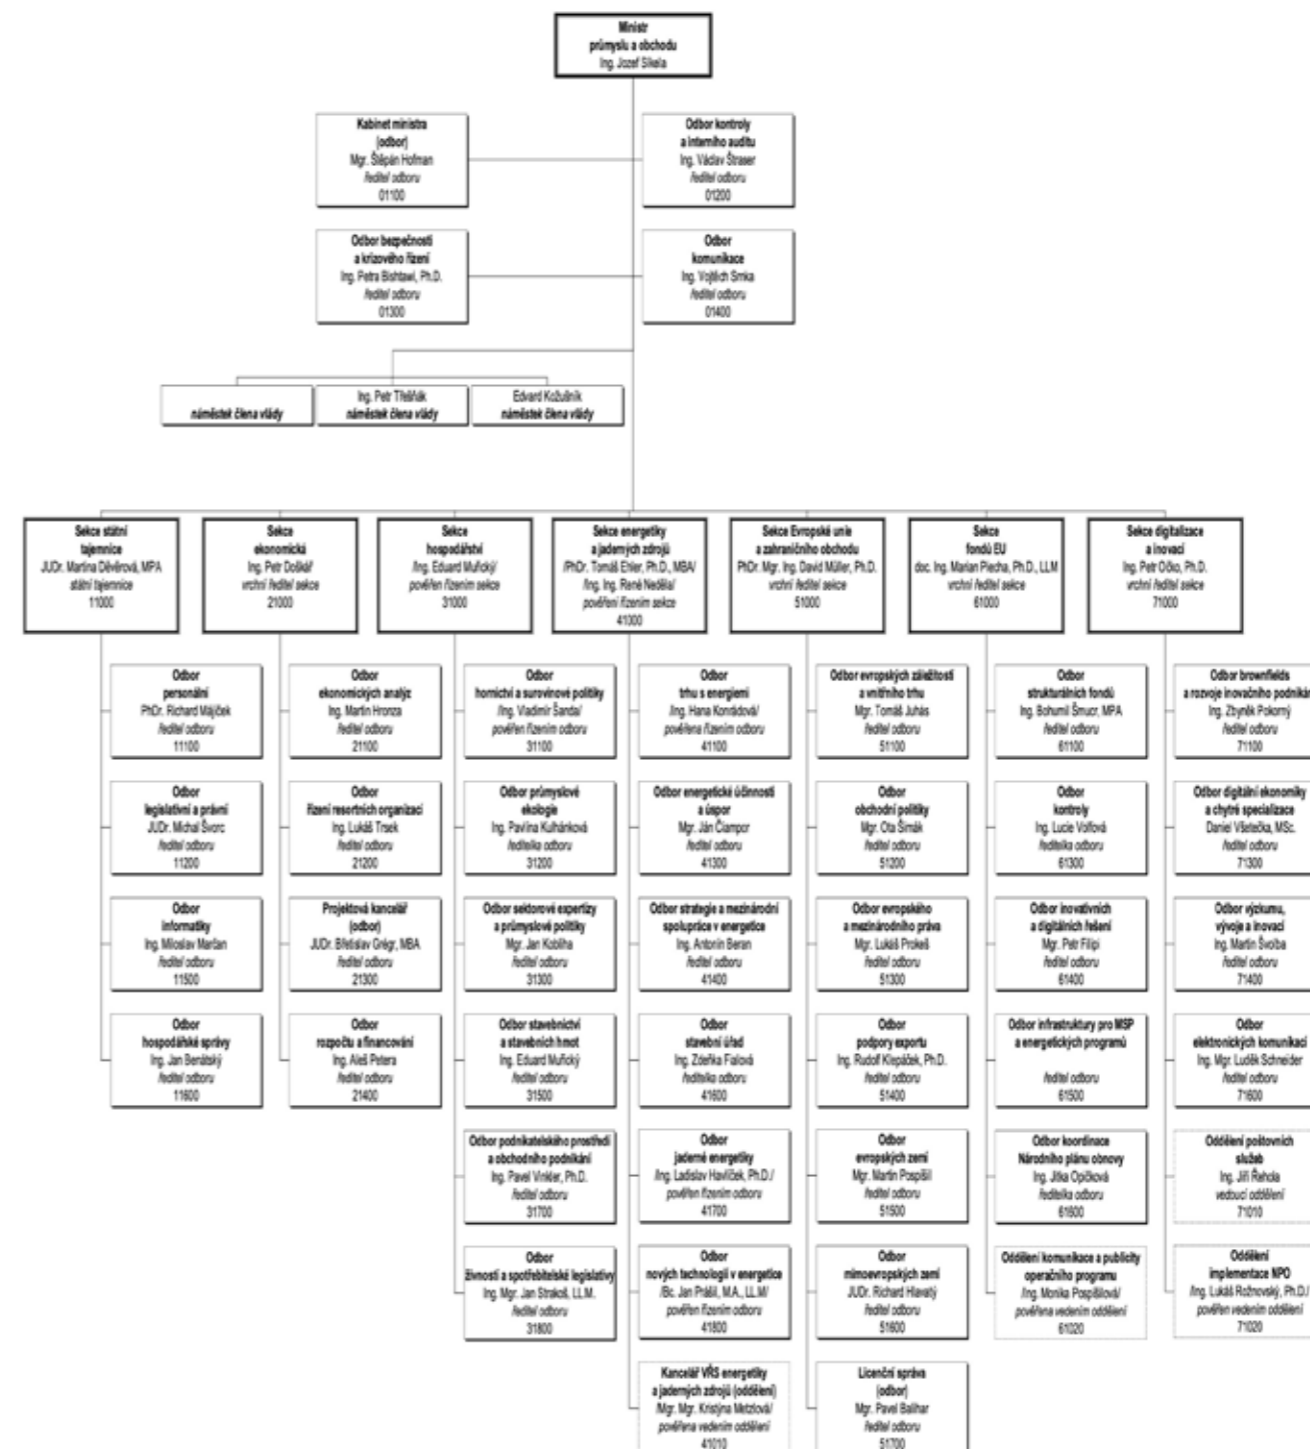 Ministr
průmyslu a obchodu
Ing. Jozef Síkela
Kabinet ministra
(odbor)
Mgr. Štěpán Hofman
ředitel odboru
01100
Odbor kontroly
a interního auditu
Ing. Václav Štraser
ředitel odboru
01200
Odbor bezpečnosti
a krizového řízení
Ing. Petra Bishtawi, Ph.D.
ředitel odboru
01300
Odbor
komunikace
Ing. Vojtěch Srnka
ředitel odboru
01400
náměstek člena vlády
Ing. Petr Třešňák
náměstek člena vlády
Edvard Kožušník
náměstek člena vlády
Sekce státní
tajemnice
JUDr. Martina Děvěrová, MPA
státní tajemnice
11000
Sekce
ekonomická
Ing. Petr Doškář
vrchní ředitel sekce
21000
Sekce
hospodářství
/Ing. Eduard Muřický/
pověřen řízením sekce
31000
Sekce energetiky
a jaderných zdrojů
/PhDr. Tomáš Ehler, Ph.D., MBA/
/Ing. Ing. René Neděla/
pověření řízením sekce
41000
Sekce Evropské unie
a zahraničního obchodu
PhDr. Mgr. Ing. David Müller, Ph.D.
vrchní ředitel sekce
51000
Sekce
fondů EU
doc. Ing. Marian Piecha, Ph.D., LLM
vrchní ředitel sekce
61000
Sekce digitalizace
a inovací
Ing. Petr Očko, Ph.D.
vrchní ředitel sekce
71000
Odbor
personální
PhDr. Richard Májíček
ředitel odboru
11100
Odbor
ekonomických analýz
Ing. Martin Hronza
ředitel odboru
21100
Odbor
hornictví a surovinové politiky
/Ing. Vladimír Šanda/
pověřen řízením odboru
31100
Odbor
trhu s energiemi
/Ing. Hana Konrádová/
pověřena řízením odboru
41100
Odbor evropských záležitostí
a vnitřního trhu
Mgr. Tomáš Juhás
ředitel odboru
51100
Odbor
strukturálních fondů
Ing. Bohumil Šmucr, MPA
ředitel odboru
61100
Odbor brownfields
a rozvoje inovačního podnikán
Ing. Zbyněk Pokorný
ředitel odboru
71100
Odbor
legislativní a právní
JUDr. Michal Švorc
ředitel odboru
11200
Odbor
řízení resortních organizací
Ing. Lukáš Trsek
ředitel odboru
21200
Odbor průmyslové
ekologie
Ing. Pavlína Kulhánková
ředitelka odboru
31200
Odbor energetické účinnosti
a úspor
Mgr. Ján Čiampor
ředitel odboru
41300
Odbor
obchodní politiky
Mgr. Ota Šimák
ředitel odboru
51200
Odbor
kontroly
Ing. Lucie Volfová
ředitelka odboru
61300
Odbor digitální ekonomiky
a chytré specializace
Daniel Všetečka, MSc.
ředitel odboru
71300
Odbor
informatiky
Ing. Miloslav Marčan
ředitel odboru
11500
Projektová kancelář
(odbor)
JUDr. Břetislav Grégr, MBA
ředitel odboru
21300
Odbor sektorové expertízy
a průmyslové politiky
Mgr. Jan Kobliha
ředitel odboru
31300
Odbor strategie a mezinárodní
spolupráce v energetice
Ing. Antonín Beran
ředitel odboru
41400
Odbor evropského
a mezinárodního práva
Mgr. Lukáš Prokeš
ředitel odboru
51300
Odbor inovativních
a digitálních řešení
Mgr. Petr Filipi
ředitel odboru
61400
Odbor výzkumu,
vývoje a inovací
Ing. Martin Švolba
ředitel odboru
71400
Odbor
hospodářské správy
Ing. Jan Benátský
ředitel odboru
11600
Odbor
rozpočtu a financování
Ing. Aleš Petera
ředitel odboru
21400
Odbor stavebnictví
a stavebních hmot
Ing. Eduard Muřický
ředitel odboru
31500
Odbor
stavební úřad
Ing. Zdeňka Fialová
ředitelka odboru
41600
Odbor
podpory exportu
Ing. Rudolf Klepáček, Ph.D.
ředitel odboru
51400
Odbor infrastruktury pro MSP
a energetických programů
ředitel odboru
61500
Odbor
elektronických komunikací
Ing. Mgr. Luděk Schneider
ředitel odboru
71600
Odbor podnikatelského prostředí
a obchodního podnikání
Ing. Pavel Vinkler, Ph.D.
ředitel odboru
31700
Odbor
jaderné energetiky
/Ing. Ladislav Havlíček, Ph.D./
pověřen řízením odboru
41700
Odbor
evropských zemí
Mgr. Martin Pospíšil
ředitel odboru
51500
Odbor koordinace
Národního plánu obnovy
Ing. Jitka Opičková
ředitelka odboru
61600
Oddělení poštovních
služeb
Ing. Jiří Řehola
vedoucí oddělení
71010
Odbor
živností a spotřebitelské legislativy
Ing. Mgr. Jan Strakoš, LL.M.
ředitel odboru
31800
Odbor
nových technologií v energetice
/Bc. Jan Prášil, M.A., LL.M/
pověřen řízením odboru
41800
Odbor
mimoevropských zemí
JUDr. Richard Hlavatý
ředitel odboru
51600
Oddělení komunikace a publicity
operačního programu
/Ing. Monika Pospíšilová/
pověřena vedením oddělení
61020
Oddělení
implementace NPO
/Ing. Lukáš Rožnovský, Ph.D./
pověřen vedením oddělení
71020
Kancelář VŘS energetiky
a jaderných zdrojů (oddělení)
/Mgr. Mgr. Kristýna Metzlová/
pověřena vedením oddělení
41010
Licenční správa
(odbor)
Mgr. Pavel Balihar
ředitel odboru
51700